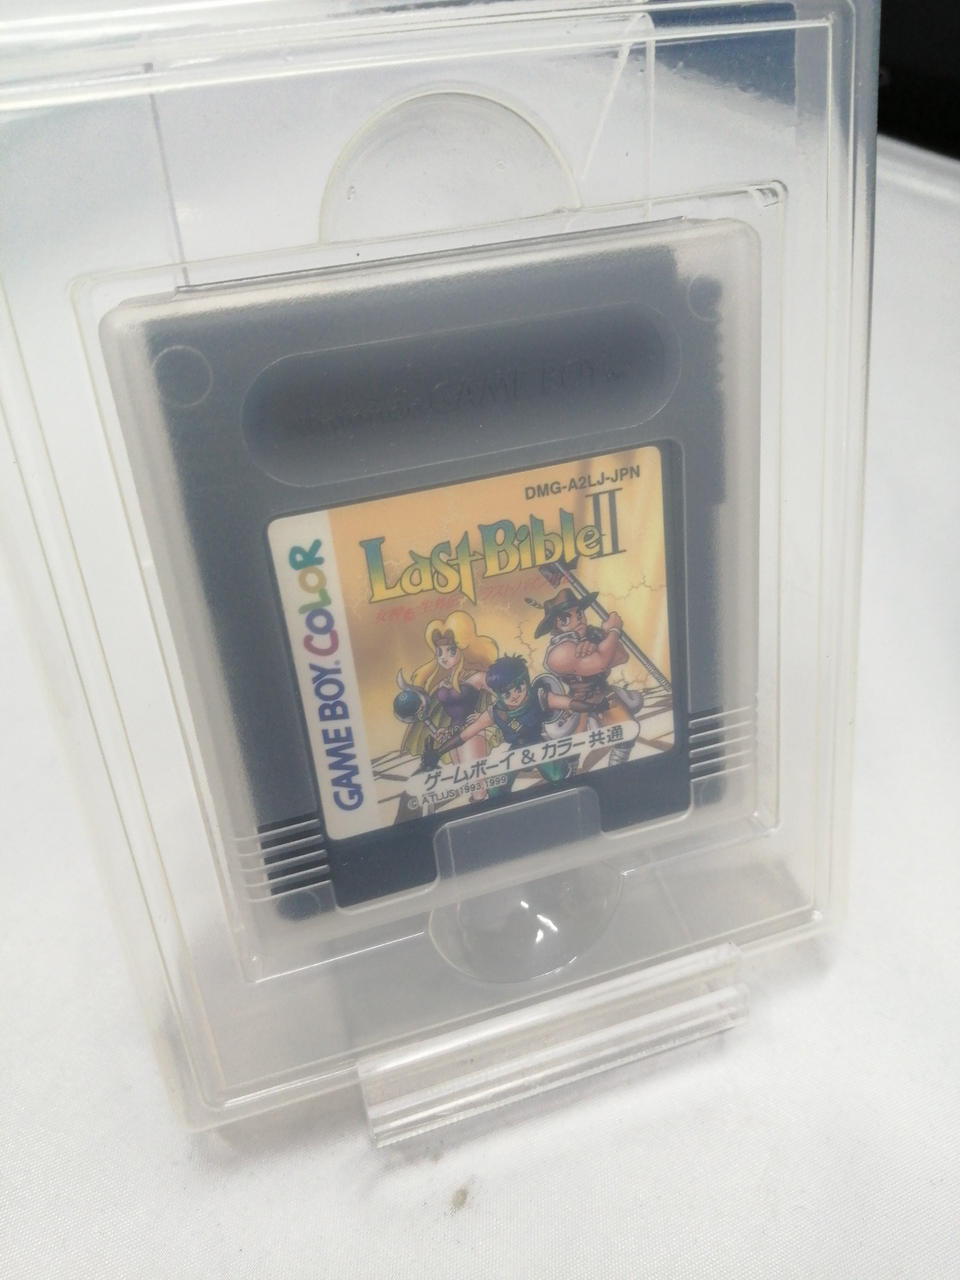 GAME BOY
DMG-A2LJ-JPN
Last Bible II
GAME BOY COLOR
ゲームボーイ & カラー共通
© ATLUS 1993,1999